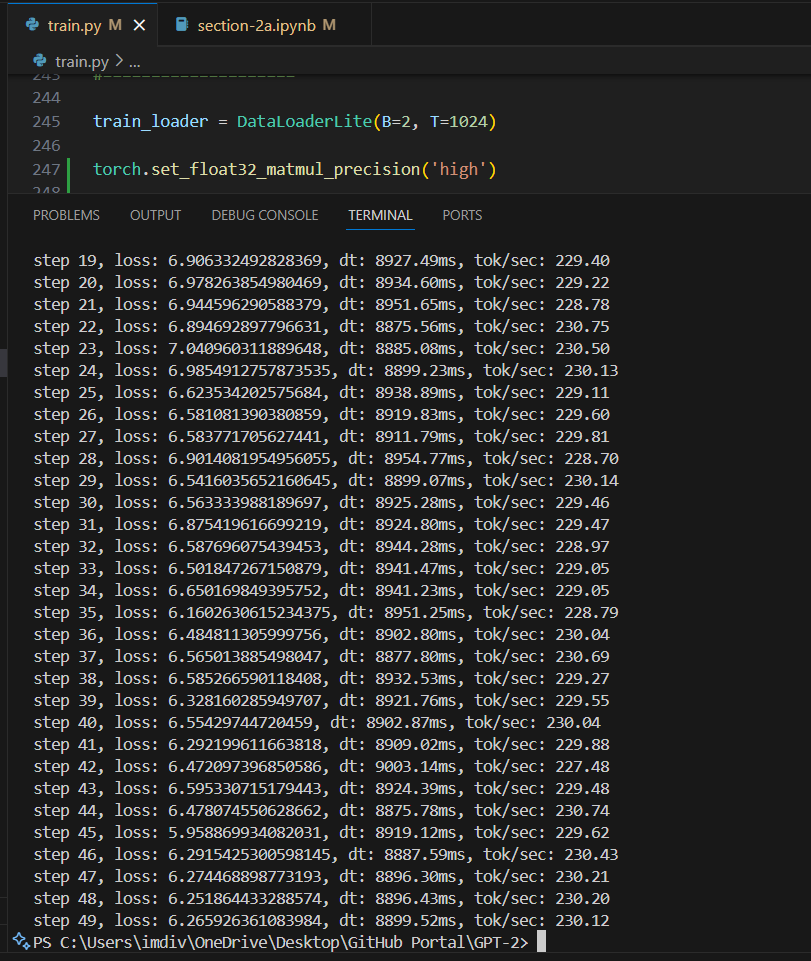 train.py M
section-2a.ipynb M
train.py > ...
243 #--------------------
244
245 train_loader = DataLoaderLite(B=2, T=1024)
246
247 torch.set_float32_matmul_precision('high')
248
PROBLEMS OUTPUT DEBUG CONSOLE TERMINAL PORTS
step 19, loss: 6.906332492828369, dt: 8927.49ms, tok/sec: 229.40
step 20, loss: 6.978263854980469, dt: 8934.60ms, tok/sec: 229.22
step 21, loss: 6.944596290588379, dt: 8951.65ms, tok/sec: 228.78
step 22, loss: 6.894692897796631, dt: 8875.56ms, tok/sec: 230.75
step 23, loss: 7.040960311889648, dt: 8885.08ms, tok/sec: 230.50
step 24, loss: 6.9854912757873535, dt: 8899.23ms, tok/sec: 230.13
step 25, loss: 6.623534202575684, dt: 8938.89ms, tok/sec: 229.11
step 26, loss: 6.581081390380859, dt: 8919.83ms, tok/sec: 229.60
step 27, loss: 6.583771705627441, dt: 8911.79ms, tok/sec: 229.81
step 28, loss: 6.9014081954956055, dt: 8954.77ms, tok/sec: 228.70
step 29, loss: 6.5416035652160645, dt: 8899.07ms, tok/sec: 230.14
step 30, loss: 6.563333988189697, dt: 8925.28ms, tok/sec: 229.46
step 31, loss: 6.875419616699219, dt: 8924.80ms, tok/sec: 229.47
step 32, loss: 6.587696075439453, dt: 8944.28ms, tok/sec: 228.97
step 33, loss: 6.501847267150879, dt: 8941.47ms, tok/sec: 229.05
step 34, loss: 6.650169849395752, dt: 8941.23ms, tok/sec: 229.05
step 35, loss: 6.1602630615234375, dt: 8951.25ms, tok/sec: 228.79
step 36, loss: 6.484811305999756, dt: 8902.80ms, tok/sec: 230.04
step 37, loss: 6.565013885498047, dt: 8877.80ms, tok/sec: 230.69
step 38, loss: 6.585266590118408, dt: 8932.53ms, tok/sec: 229.27
step 39, loss: 6.328160285949707, dt: 8921.76ms, tok/sec: 229.55
step 40, loss: 6.55429744720459, dt: 8902.87ms, tok/sec: 230.04
step 41, loss: 6.292199611663818, dt: 8909.02ms, tok/sec: 229.88
step 42, loss: 6.472097396850586, dt: 9003.14ms, tok/sec: 227.48
step 43, loss: 6.595330715179443, dt: 8924.39ms, tok/sec: 229.48
step 44, loss: 6.478074550628662, dt: 8875.78ms, tok/sec: 230.74
step 45, loss: 5.958869934082031, dt: 8919.12ms, tok/sec: 229.62
step 46, loss: 6.2915425300598145, dt: 8887.59ms, tok/sec: 230.43
step 47, loss: 6.274468898773193, dt: 8896.30ms, tok/sec: 230.21
step 48, loss: 6.251864433288574, dt: 8896.43ms, tok/sec: 230.20
step 49, loss: 6.265926361083984, dt: 8899.52ms, tok/sec: 230.12
PS C:\Users\imdiv\OneDrive\Desktop\GitHub Portal\GPT-2>